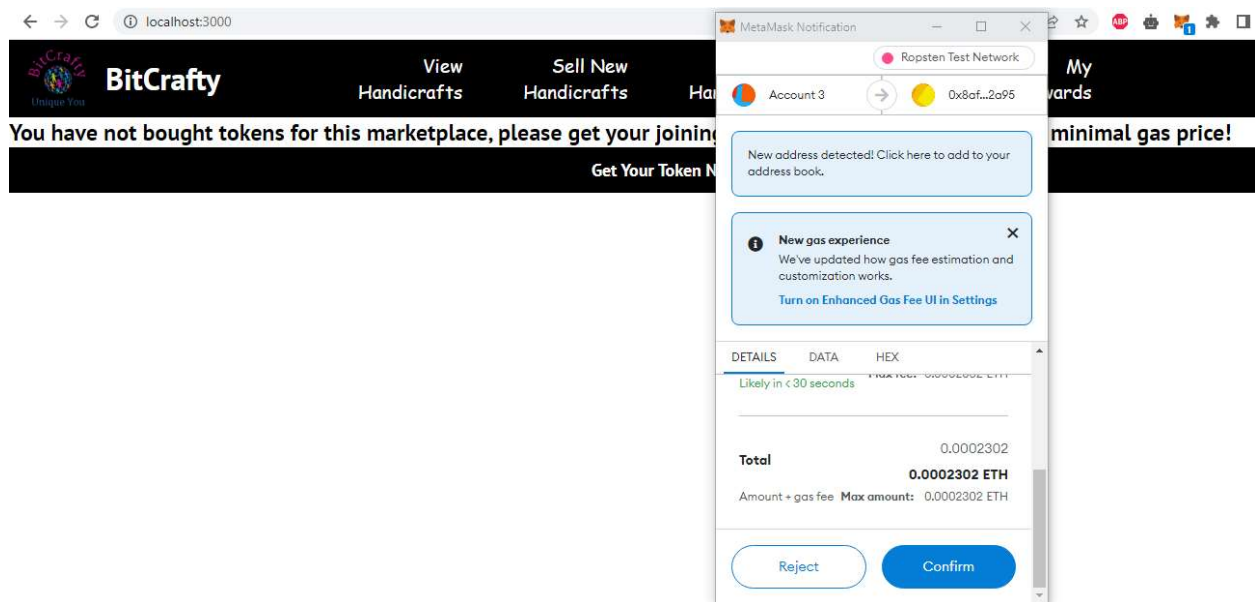 localhost:3000
MetaMask Notification
ABP
1
Ropsten Test Network
Crafty
Unique You
BitCrafty
View
Handicrafts
Sell New
Handicrafts
My
Account 3
0x8af...2a95
You have not bought tokens for this marketplace, please get your joining
minimal gas price!
Get Your Token N
New address detected! Click here to add to your
address book.
New gas experience
We've updated how gas fee estimation and
customization works.
Turn on Enhanced Gas Fee UI in Settings
DETAILS DATA HEX
Likely in < 30 seconds
Total
0.0002302
0.0002302 ETH
Amount + gas fee Max amount: 0.0002302 ETH
Reject
Confirm